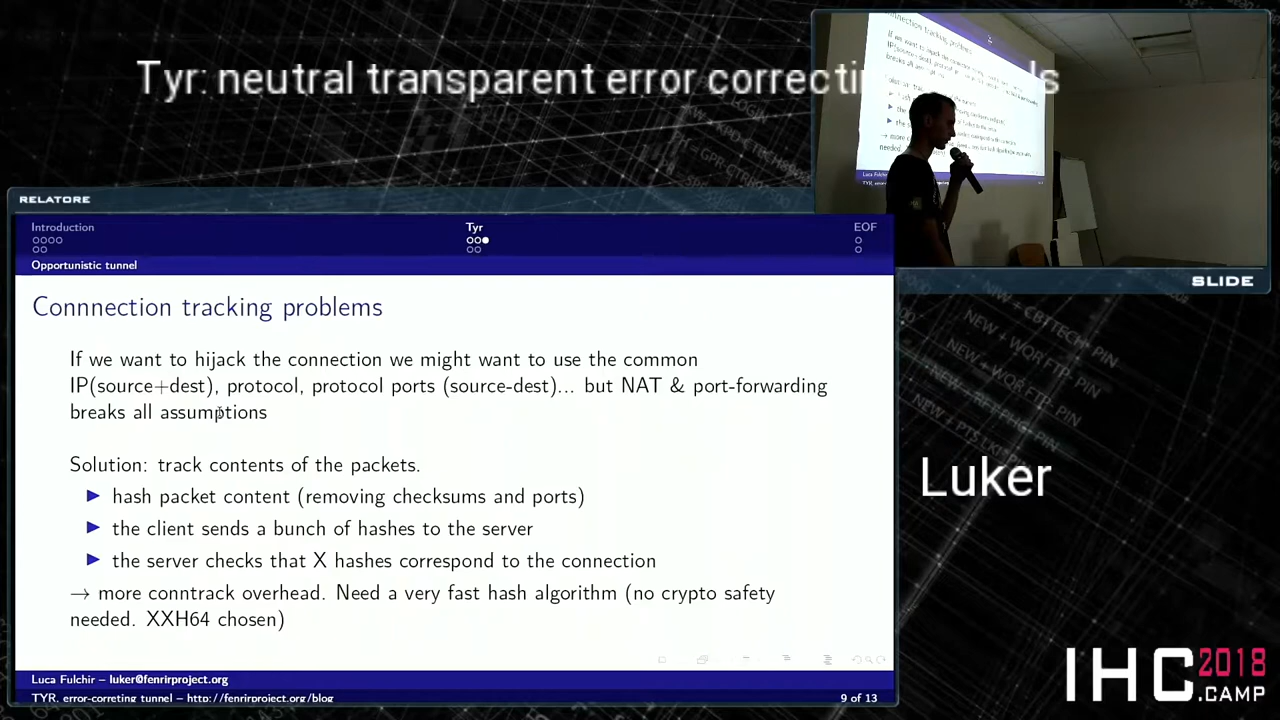 Tyr: neutral transparent error correcti
RELATORE
SLIDE
Introduction
Tyr
EOF
Opportunistic tunnel
Connnection tracking problems
If we want to hijack the connection we might want to use the common
IP(source+dest), protocol, protocol ports (source-dest)... but NAT & port-forwarding
breaks all assumptions
Solution: track contents of the packets.
▶ hash packet content (removing checksums and ports)
▶ the client sends a bunch of hashes to the server
▶ the server checks that X hashes correspond to the connection
→ more conntrack overhead. Need a very fast hash algorithm (no crypto safety
needed. XXH64 chosen)
Luca Fulchir – luker@fenrirproject.org
TYR, error-correting tunnel – http://fenrirproject.org/blog
9 of 13
Luker
IHC 2018
.CAMP